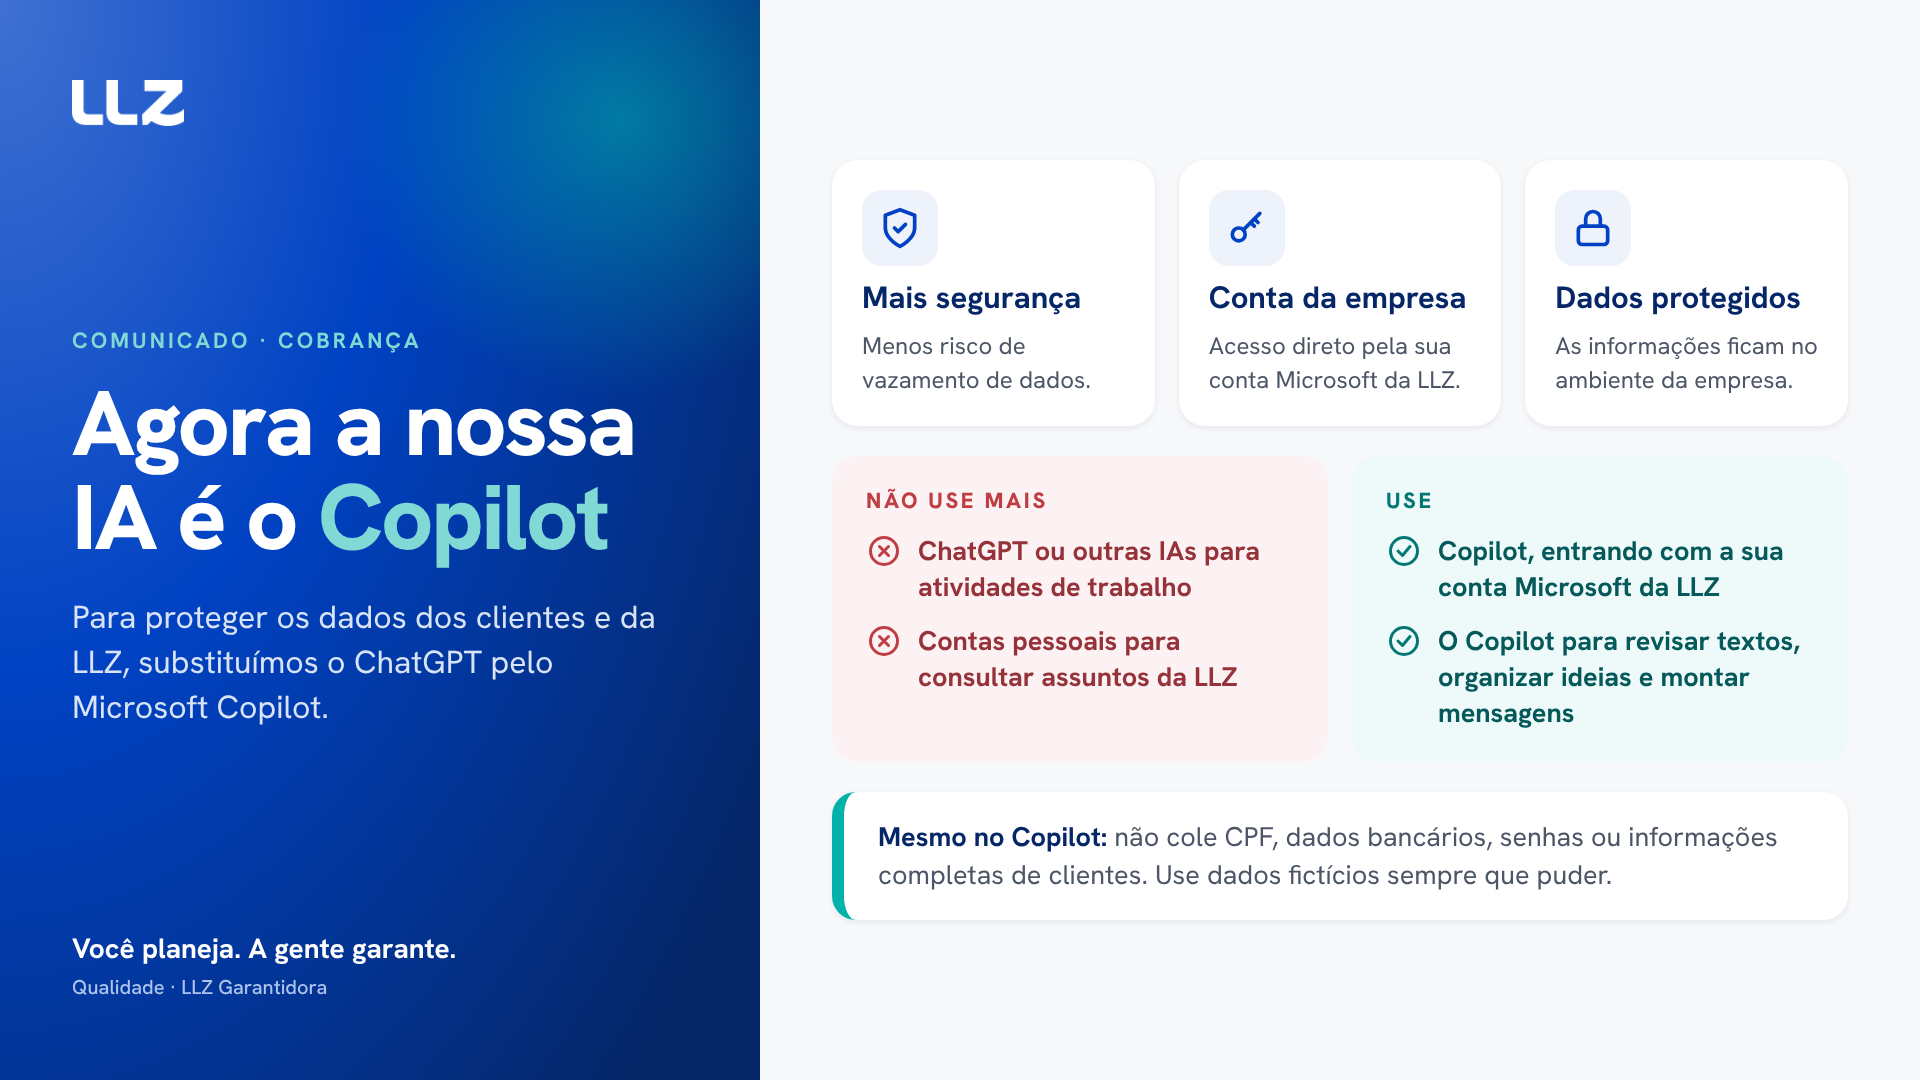 LLZ
COMUNICADO · COBRANÇA
Agora a nossa
IA é o Copilot
Para proteger os dados dos clientes e da
LLZ, substituímos o ChatGPT pelo
Microsoft Copilot.
Você planeja. A gente garante.
Qualidade · LLZ Garantidora
Mais segurança
Menos risco de
vazamento de dados.
Conta da empresa
Acesso direto pela sua
conta Microsoft da LLZ.
Dados protegidos
As informações ficam no
ambiente da empresa.
NÃO USE MAIS
ChatGPT ou outras IAs para
atividades de trabalho
Contas pessoais para
consultar assuntos da LLZ
USE
Copilot, entrando com a sua
conta Microsoft da LLZ
O Copilot para revisar textos,
organizar ideias e montar
mensagens
Mesmo no Copilot: não cole CPF, dados bancários, senhas ou informações
completas de clientes. Use dados fictícios sempre que puder.